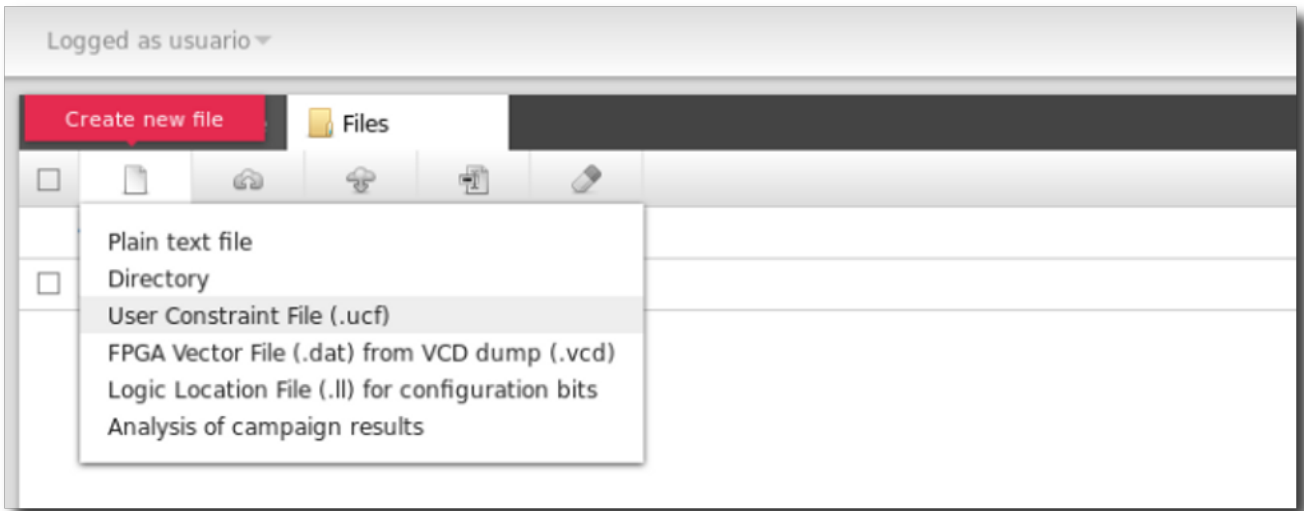 Logged as usuario
Create new file
Files
Plain text file
Directory
User Constraint File (.ucf)
FPGA Vector File (.dat) from VCD dump (.vcd)
Logic Location File (.ll) for configuration bits
Analysis of campaign results